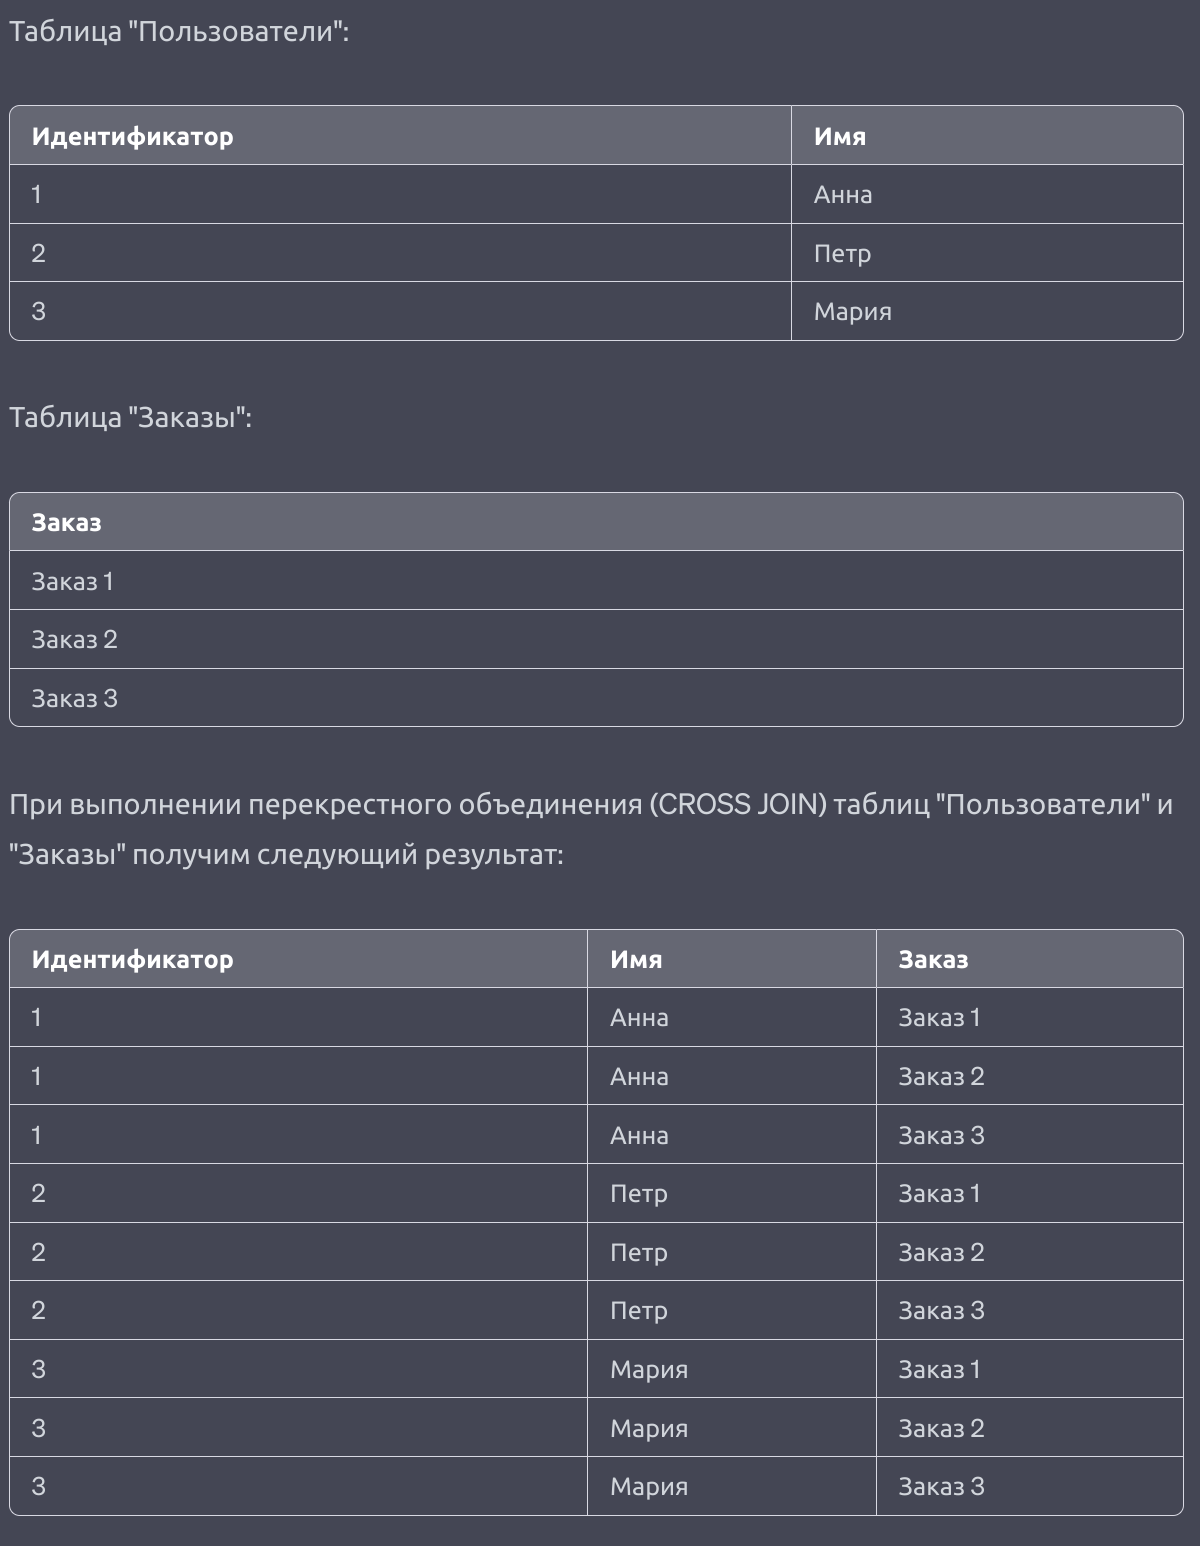 Таблица "Пользователи":
Идентификатор Имя
1 Анна
2 Петр
3 Мария
Таблица "Заказы":
Заказ
Заказ 1
Заказ 2
Заказ 3
При выполнении перекрестного объединения (CROSS JOIN) таблиц "Пользователи" и
"Заказы" получим следующий результат:
Идентификатор Имя Заказ
1 Анна Заказ 1
1 Анна Заказ 2
1 Анна Заказ 3
2 Петр Заказ 1
2 Петр Заказ 2
2 Петр Заказ 3
3 Мария Заказ 1
3 Мария Заказ 2
3 Мария Заказ 3